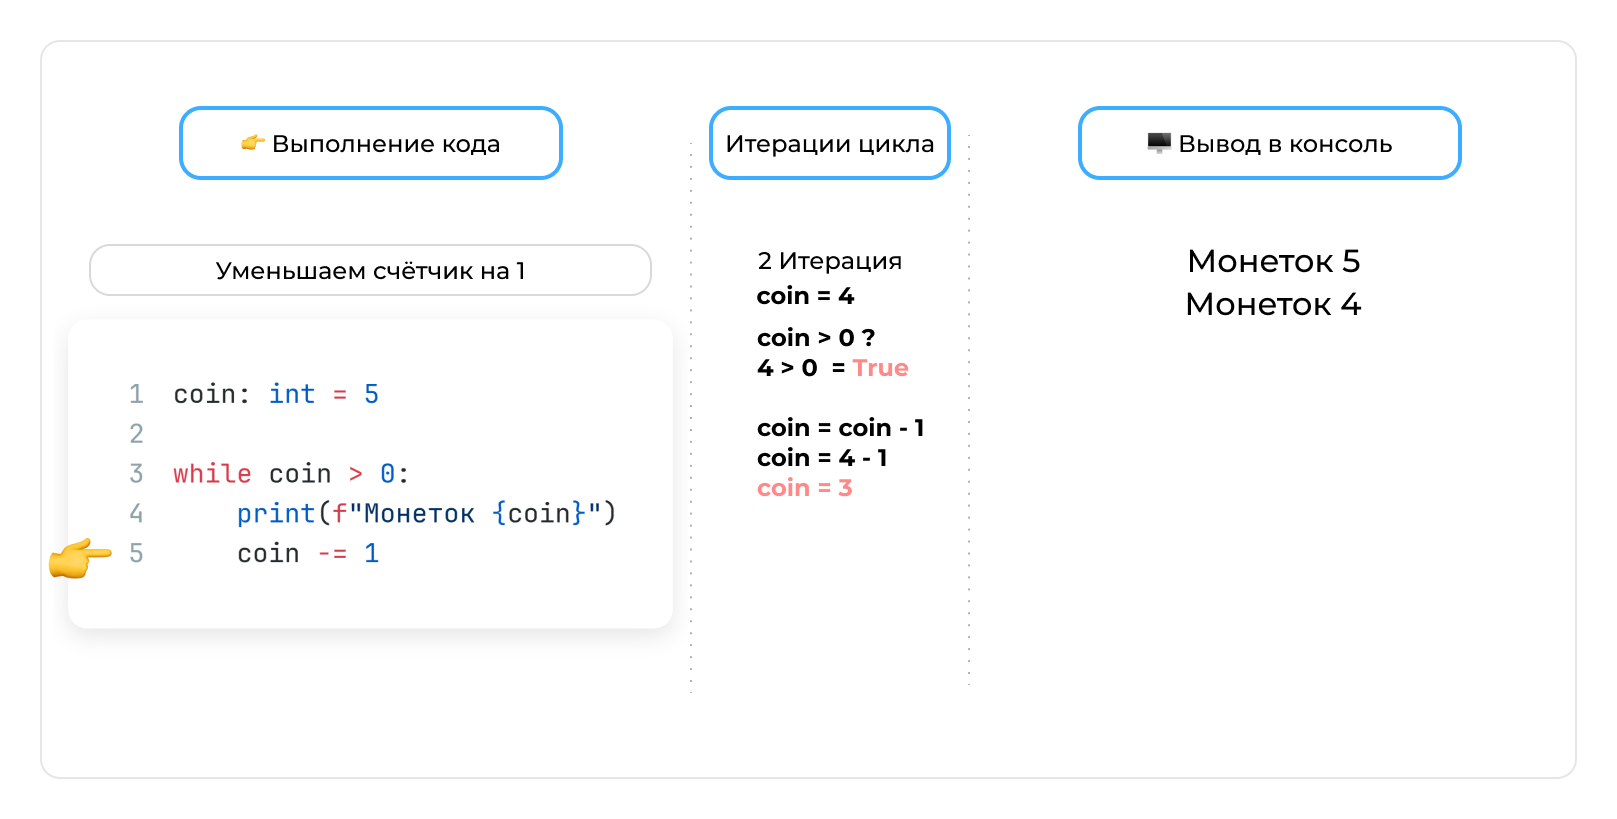 👉 Выполнение кода
Уменьшаем счётчик на 1
1 coin: int = 5
2
3 while coin > 0:
4     print(f"Монеток {coin}")
5     coin -= 1
Итерации цикла
2 Итерация
coin = 4
coin > 0 ?
4 > 0 = True
coin = coin - 1
coin = 4 - 1
coin = 3
🖥️ Вывод в консоль
Монеток 5
Монеток 4